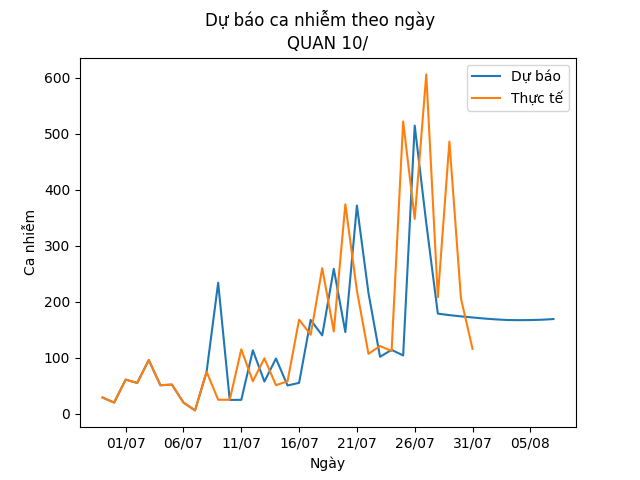 Dự báo ca nhiễm theo ngày
QUAN 10/
Ca nhiễm
600
500
400
300
200
100
0
Dự báo
Thực tế
01/07 06/07 11/07 16/07 21/07 26/07 31/07 05/08
Ngày